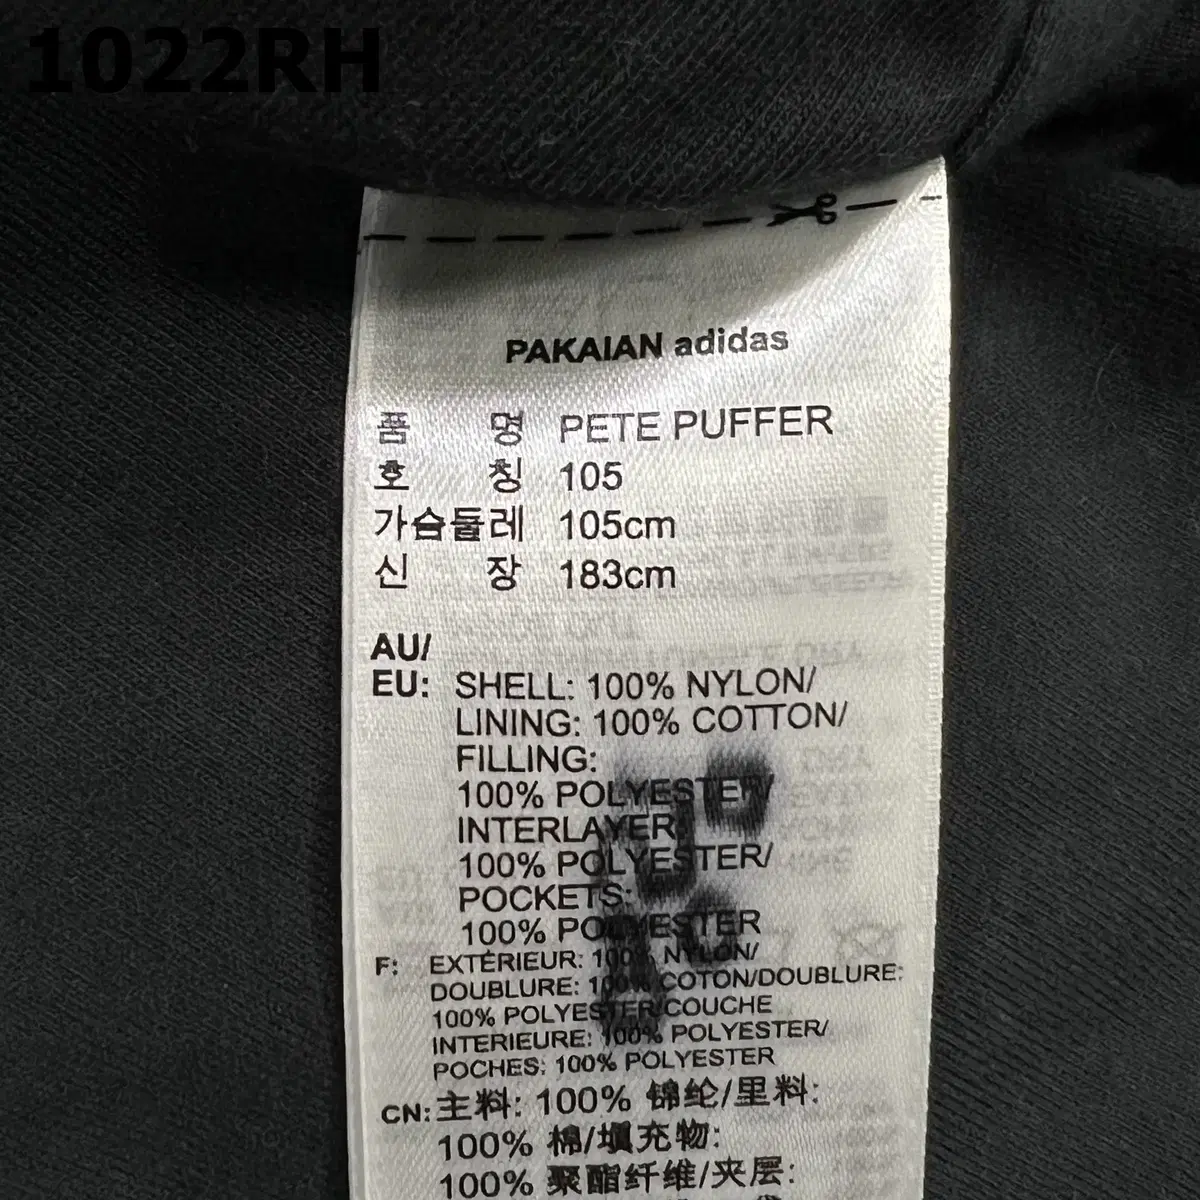 1022RH
PAKAIAN adidas
품 명 PETE PUFFER
호 칭 105
가슴둘레 105cm
신 장 183cm
AU/
EU: SHELL: 100% NYLON/
LINING: 100% COTTON/
FILLING:
100% POLYESTER/
INTERLAYER:
100% POLYESTER/
POCKETS:
100% POLYESTER
F: EXTÉRIEUR: 100% NYLON/
DOUBLURE: 100% COTON/DOUBLURE:
100% POLYESTER/COUCHE
INTERIEURE: 100% POLYESTER/
POCHES: 100% POLYESTER
CN: 主料: 100% 锦纶/里料:
100% 棉/填充物:
100% 聚酯纤维/夹层: